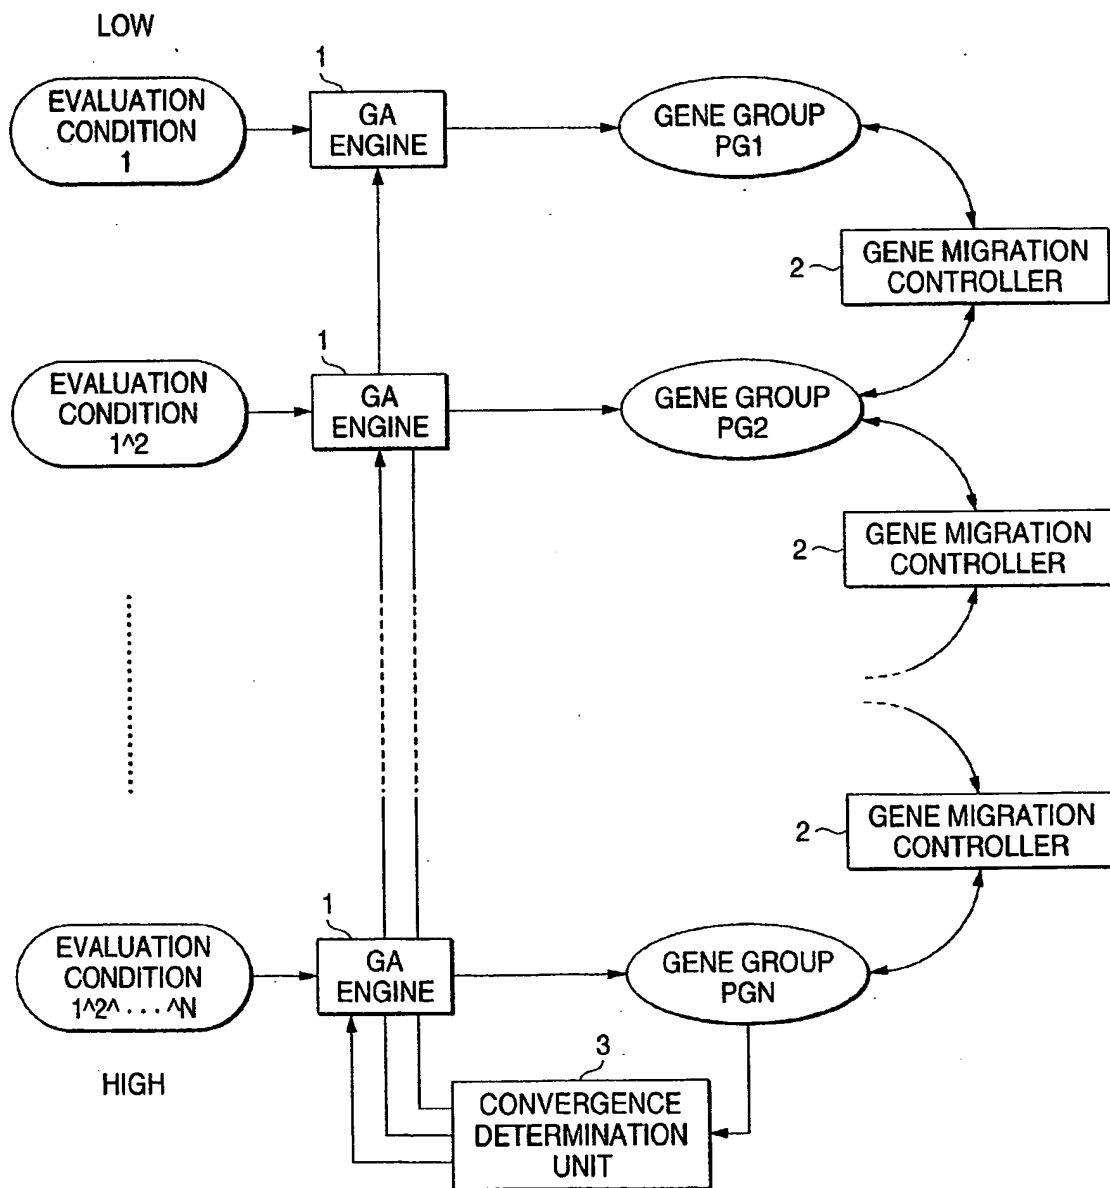 LOW
EVALUATION
CONDITION
1
1
GA
ENGINE
GENE GROUP
PG1
2
GENE MIGRATION
CONTROLLER
EVALUATION
CONDITION
1^2
1
GA
ENGINE
GENE GROUP
PG2
2
GENE MIGRATION
CONTROLLER
2
GENE MIGRATION
CONTROLLER
EVALUATION
CONDITION
1^2^ · · · ^N
1
GA
ENGINE
GENE GROUP
PGN
HIGH
3
CONVERGENCE
DETERMINATION
UNIT